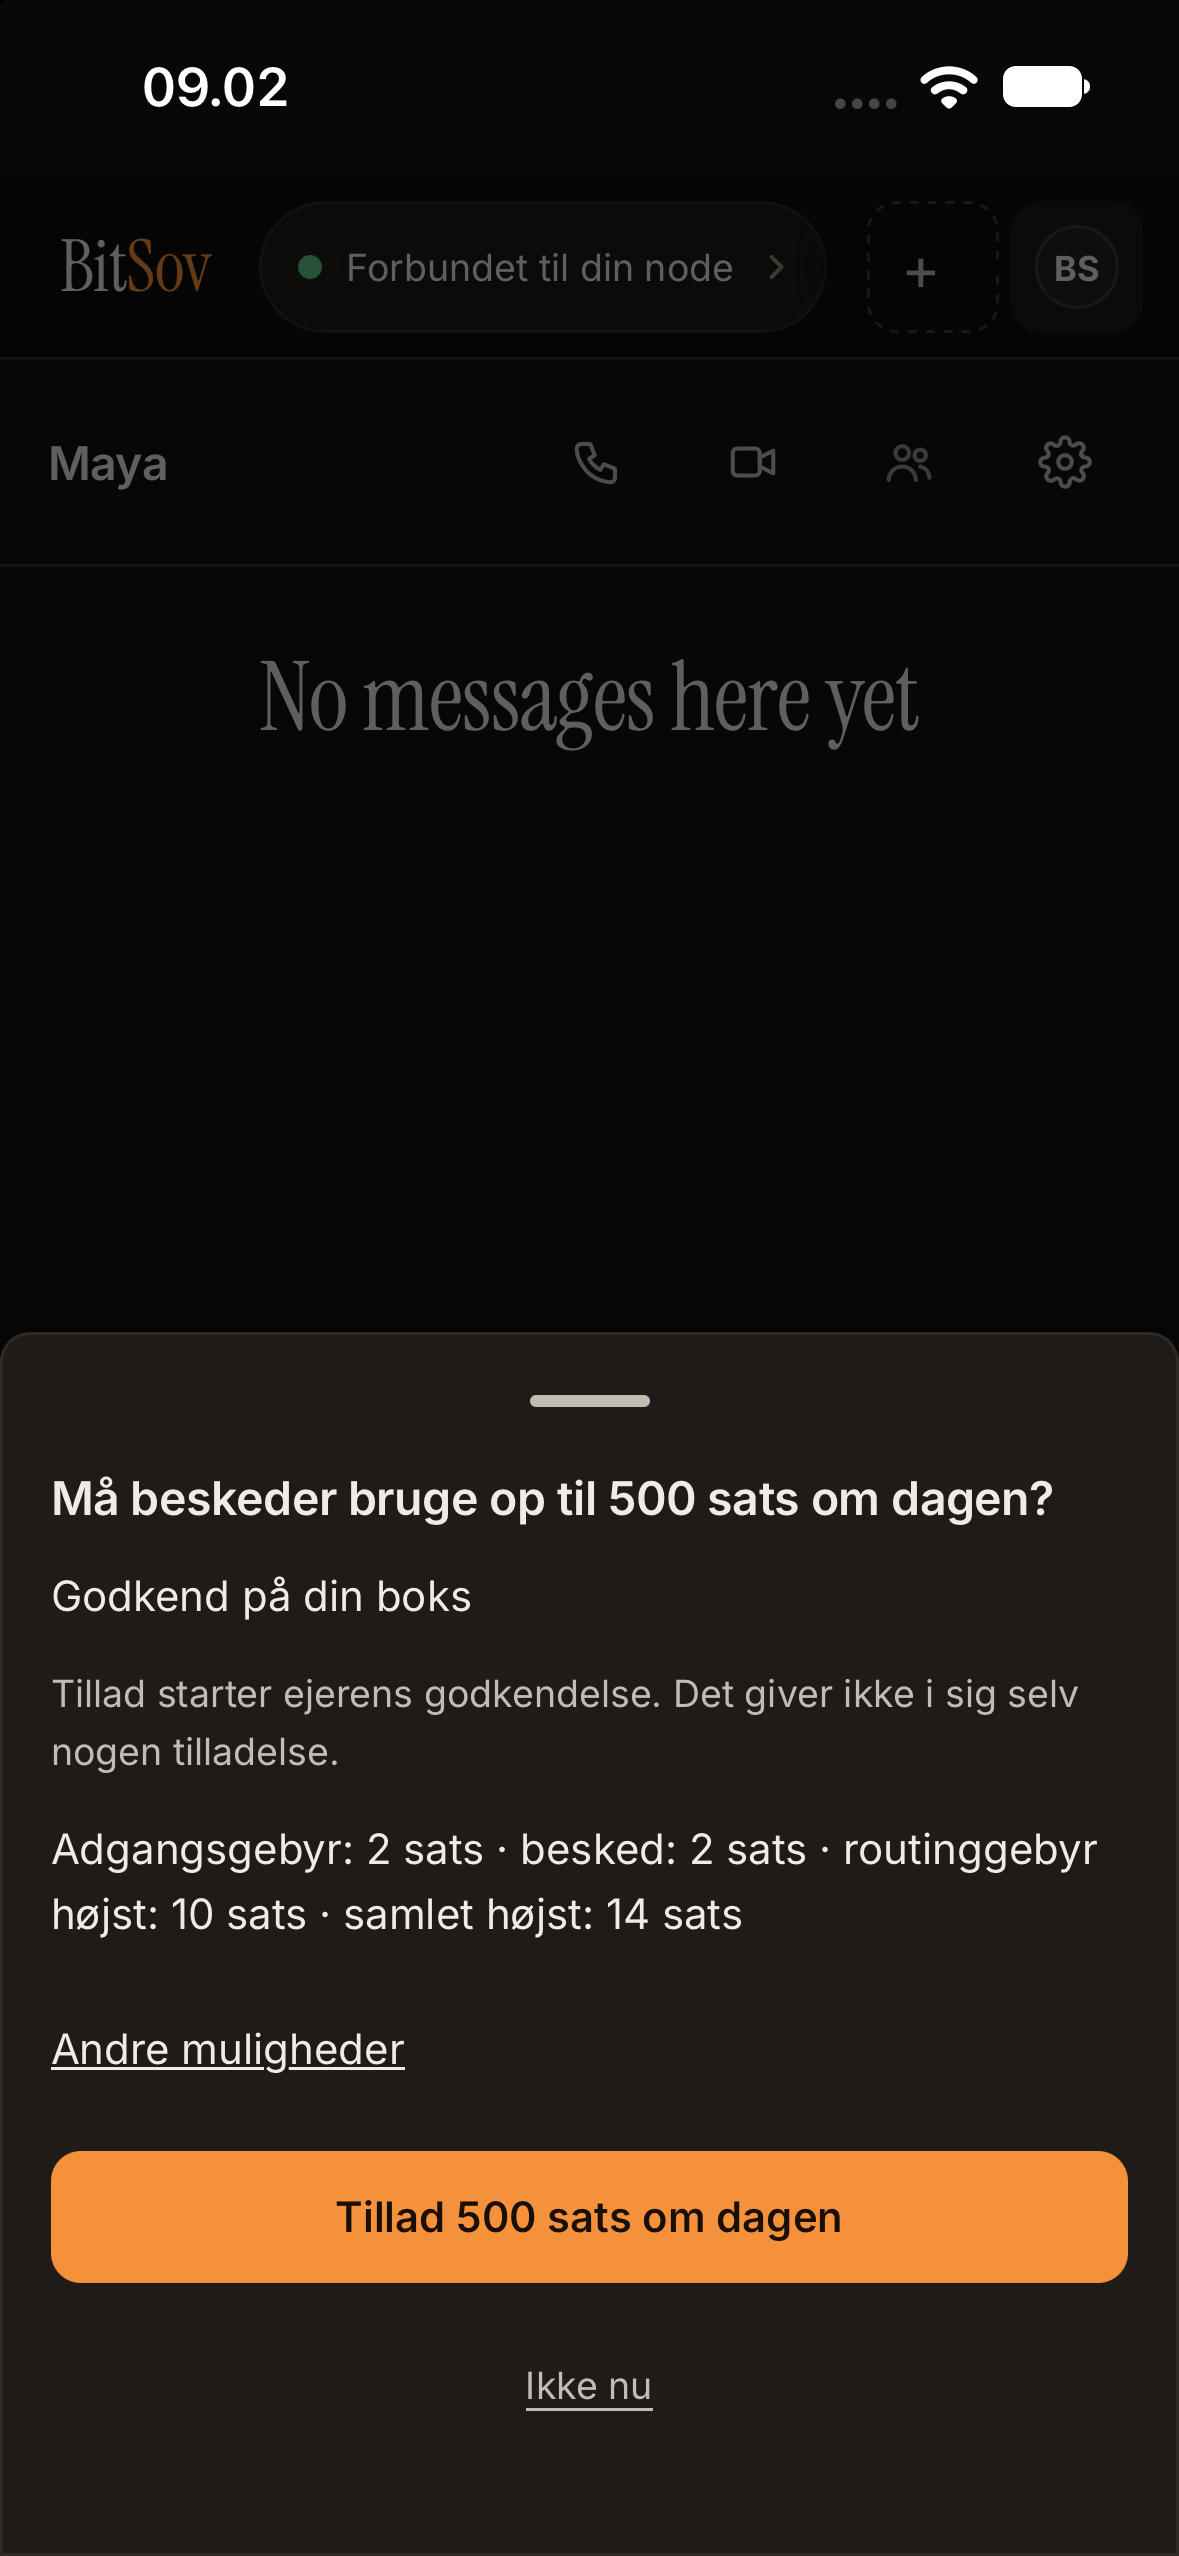 09.02
BitSov
Forbundet til din node
+
BS
Maya
No messages here yet
Må beskeder bruge op til 500 sats om dagen?
Godkend på din boks
Tillad starter ejerens godkendelse. Det giver ikke i sig selv
nogen tilladelse.
Adgangsgebyr: 2 sats · besked: 2 sats · routinggebyr
højst: 10 sats · samlet højst: 14 sats
Andre muligheder
Tillad 500 sats om dagen
Ikke nu